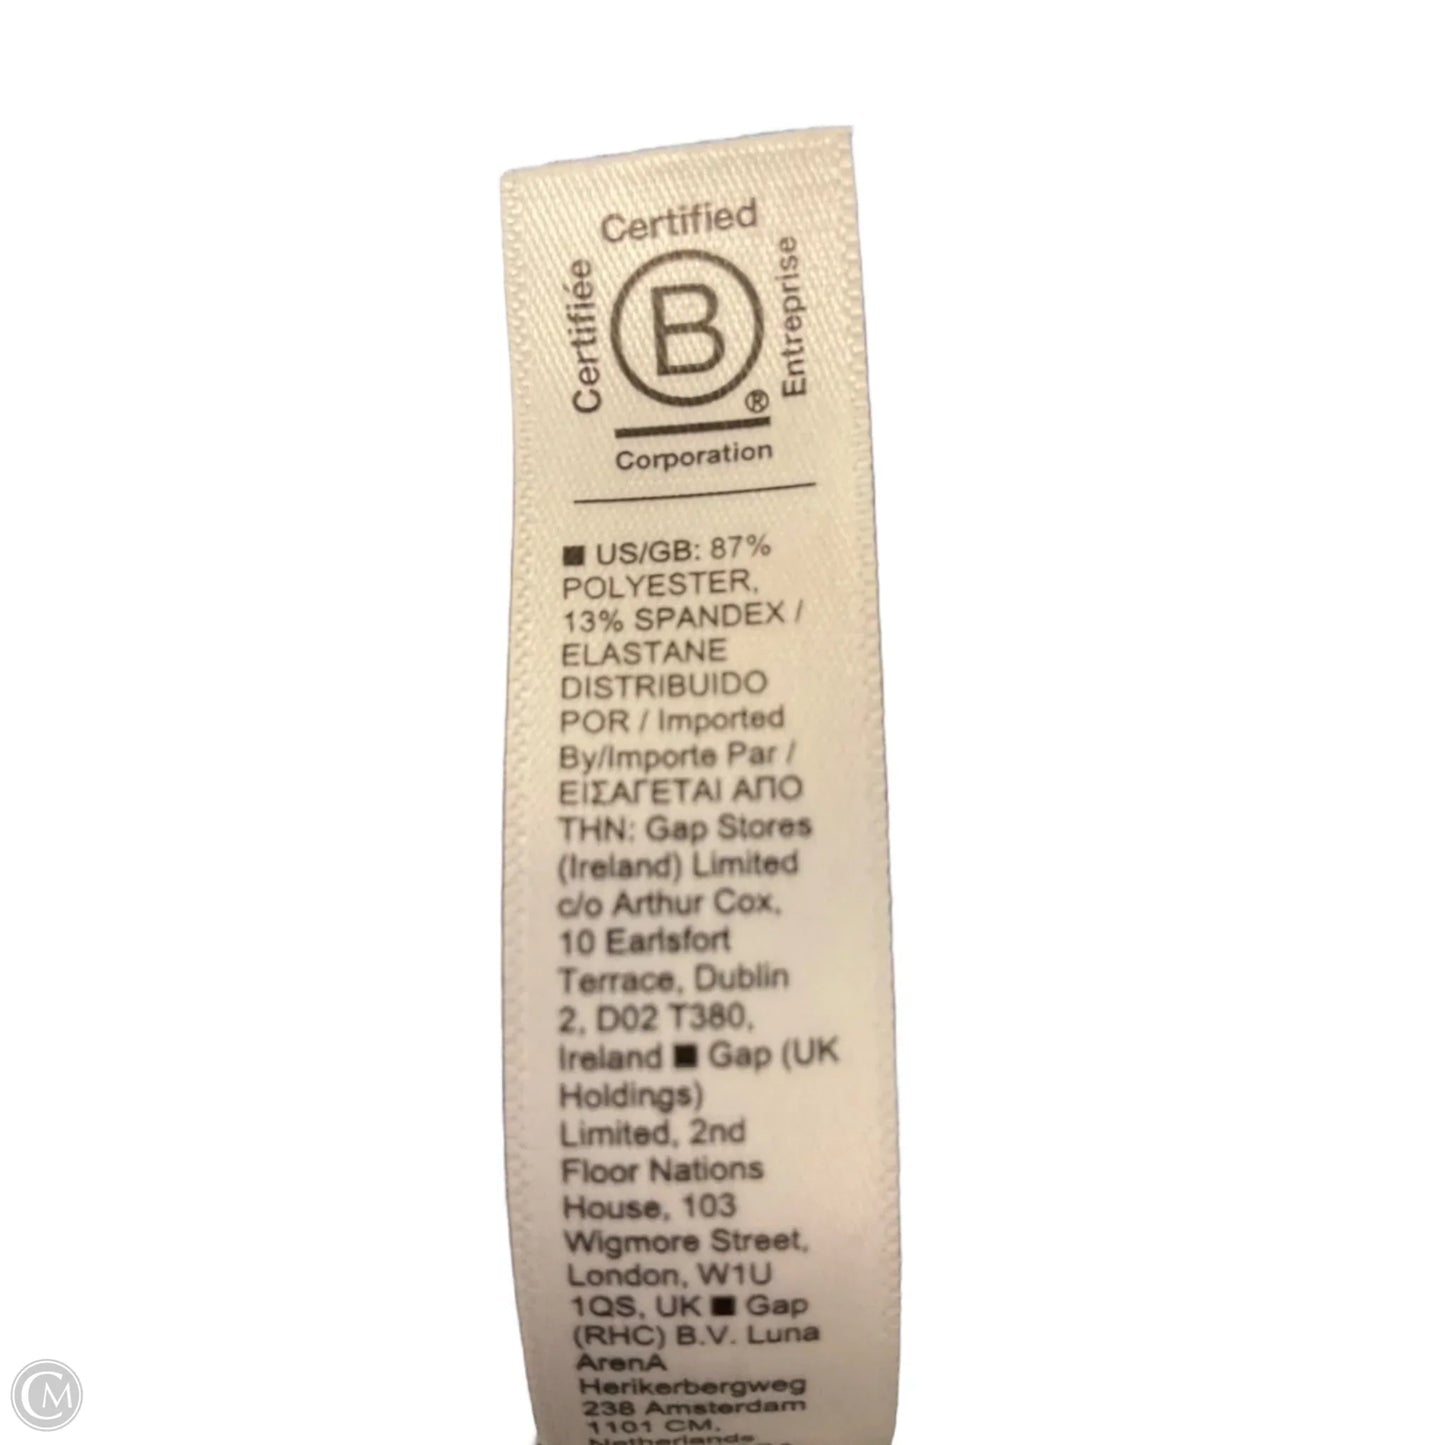 Certified
Certifiée
B
®
Entreprise
Corporation
■ US/GB: 87%
POLYESTER,
13% SPANDEX /
ELASTANE
DISTRIBUIDO
POR / Imported
By/Importe Par /
ΕΙΣΑΓΕΤΑΙ ΑΠΟ
ΤΗΝ: Gap Stores
(Ireland) Limited
c/o Arthur Cox,
10 Earlsfort
Terrace, Dublin
2, D02 T380,
Ireland ■ Gap (UK
Holdings)
Limited, 2nd
Floor Nations
House, 103
Wigmore Street,
London, W1U
1QS, UK ■ Gap
(RHC) B.V. Luna
ArenA
Herikerbergweg
238 Amsterdam
1101 CM,
Netherlands
CM